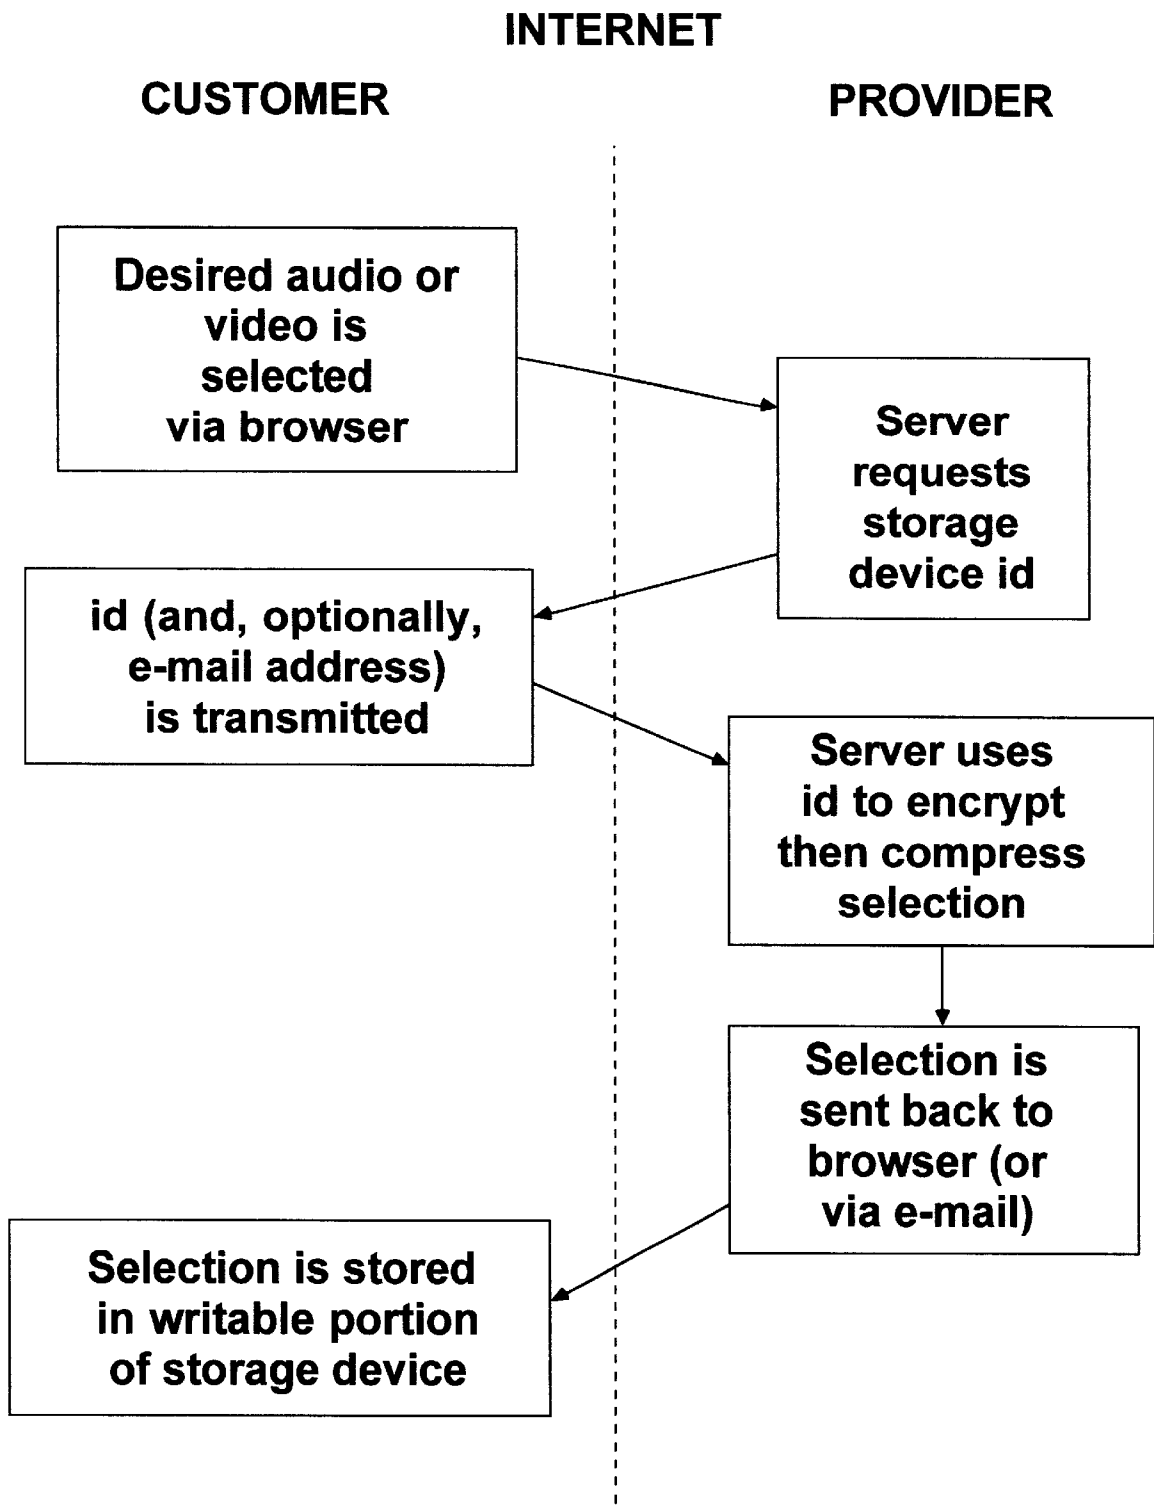 INTERNET
CUSTOMER
PROVIDER
Desired audio or
video is
selected
via browser
Server
requests
storage
device id
id (and, optionally,
e-mail address)
is transmitted
Server uses
id to encrypt
then compress
selection
Selection is
sent back to
browser (or
via e-mail)
Selection is stored
in writable portion
of storage device